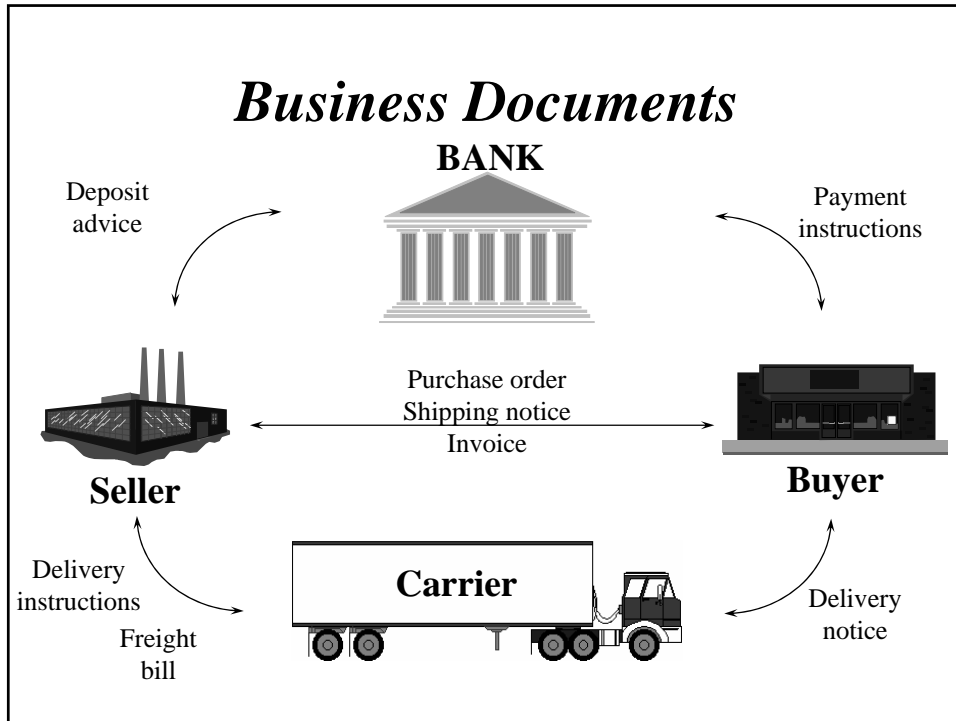 Business Documents
BANK
Deposit
advice
Payment
instructions
Purchase order
Shipping notice
Invoice
Seller
Buyer
Delivery
instructions
Freight
bill
Carrier
Delivery
notice